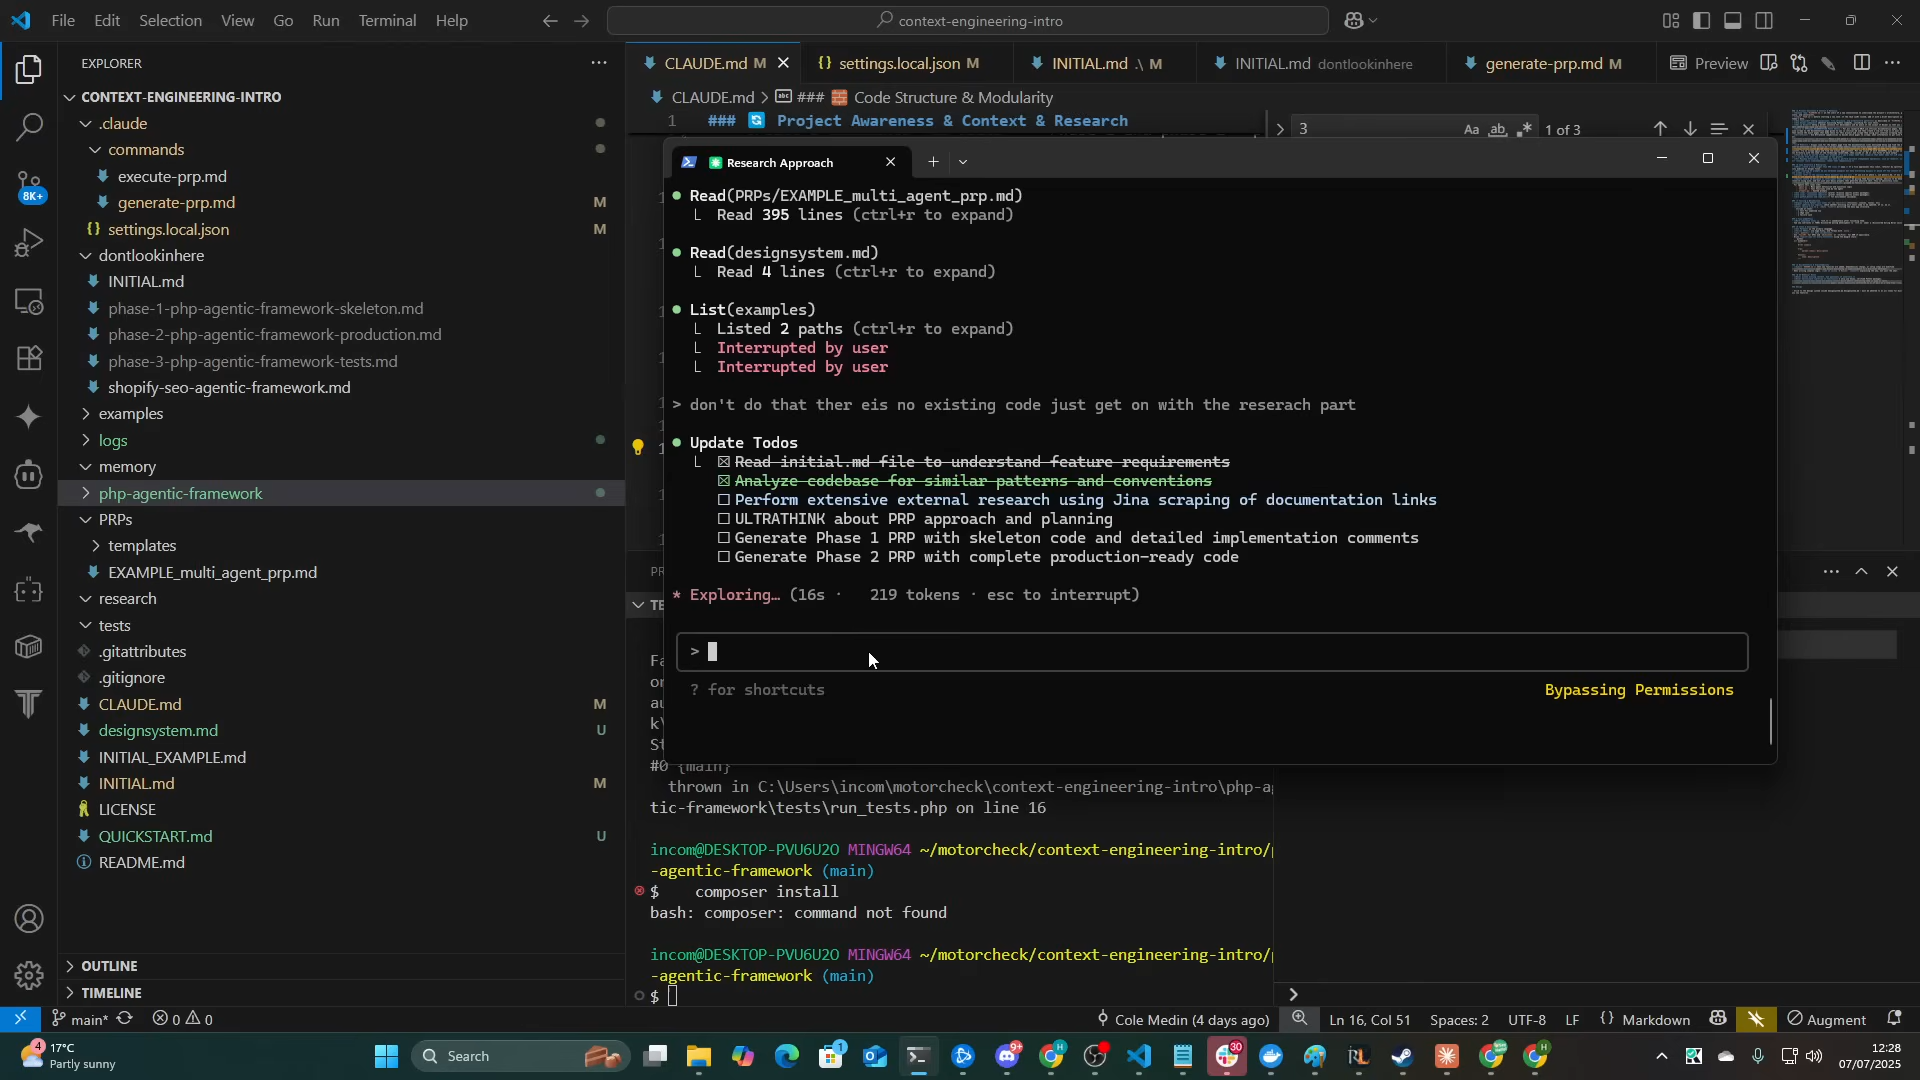 File Edit Selection View Go Run Terminal Help
context-engineering-intro
EXPLORER
CONTEXT-ENGINEERING-INTRO
.claude
commands
execute-prp.md
generate-prp.md M
settings.local.json M
dontlookinhere
INITIAL.md
phase-1-php-agentic-framework-skeleton.md
phase-2-php-agentic-framework-production.md
phase-3-php-agentic-framework-tests.md
shopify-seo-agentic-framework.md
examples
logs
memory
php-agentic-framework
PRPs
templates
EXAMPLE_multi_agent_prp.md
research
tests
.gitattributes
.gitignore
CLAUDE.md M
designsystem.md U
INITIAL_EXAMPLE.md
INITIAL.md M
LICENSE
QUICKSTART.md U
README.md
OUTLINE
TIMELINE
8K+
CLAUDE.md M
settings.local.json M
INITIAL.md .\ M
INITIAL.md dontlookinhere
generate-prp.md M
Preview
CLAUDE.md > ### 🧱 Code Structure & Modularity
1 ### 🔄 Project Awareness & Context & Research
3
Aa ab 1 of 3
Research Approach
Read(PRPs/EXAMPLE_multi_agent_prp.md)
Read 395 lines (ctrl+r to expand)
Read(designsystem.md)
Read 4 lines (ctrl+r to expand)
List(examples)
Listed 2 paths (ctrl+r to expand)
Interrupted by user
Interrupted by user
> don't do that ther eis no existing code just get on with the reserach part
Update Todos
☒ Read initial.md file to understand feature requirements
☒ Analyze codebase for similar patterns and conventions
☐ Perform extensive external research using Jina scraping of documentation links
☐ ULTRATHINK about PRP approach and planning
☐ Generate Phase 1 PRP with skeleton code and detailed implementation comments
☐ Generate Phase 2 PRP with complete production-ready code
* Exploring… (16s · 219 tokens · esc to interrupt)
>
? for shortcuts
Bypassing Permissions
#0 {main}
thrown in C:\Users\incom\motorcheck\context-engineering-intro\php-a
tic-framework\tests\run_tests.php on line 16
incom@DESKTOP-PVU6U2O MINGW64 ~/motorcheck/context-engineering-intro/
-agentic-framework (main)
$ composer install
bash: composer: command not found
incom@DESKTOP-PVU6U2O MINGW64 ~/motorcheck/context-engineering-intro/
-agentic-framework (main)
$
main* 0 0
Cole Medin (4 days ago)
Ln 16, Col 51
Spaces: 2
UTF-8
LF
Markdown
Augment
4
17°C
Partly sunny
Search
1
9+
30
12:28
07/07/2025